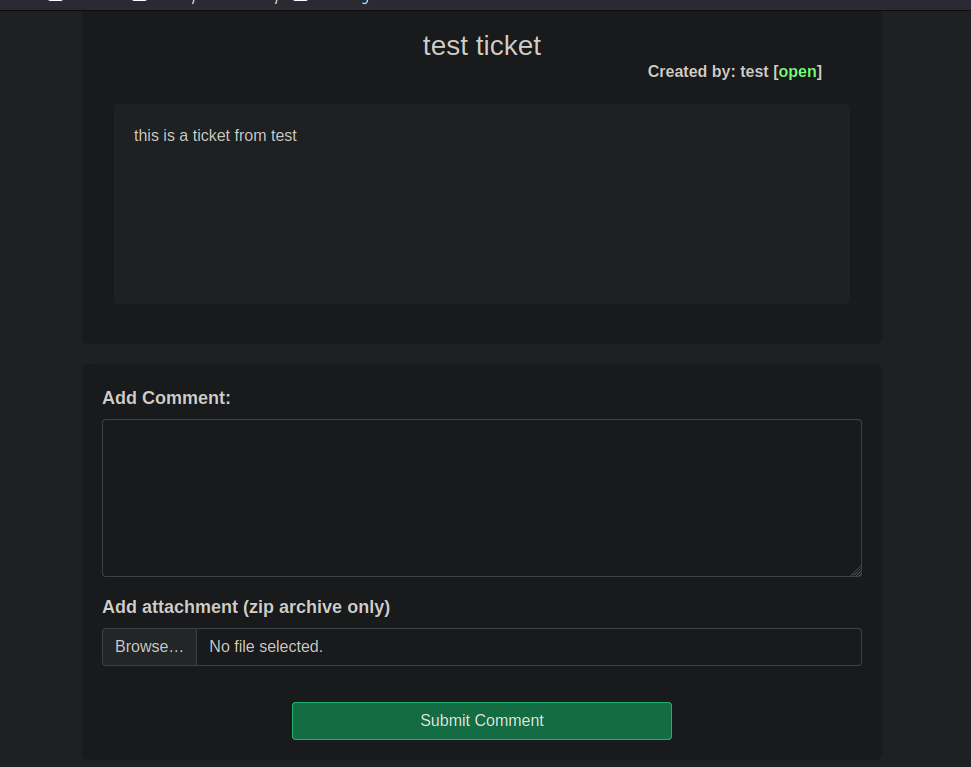 test ticket
Created by: test [open]
this is a ticket from test
Add Comment:
Add attachment (zip archive only)
Browse… No file selected.
Submit Comment